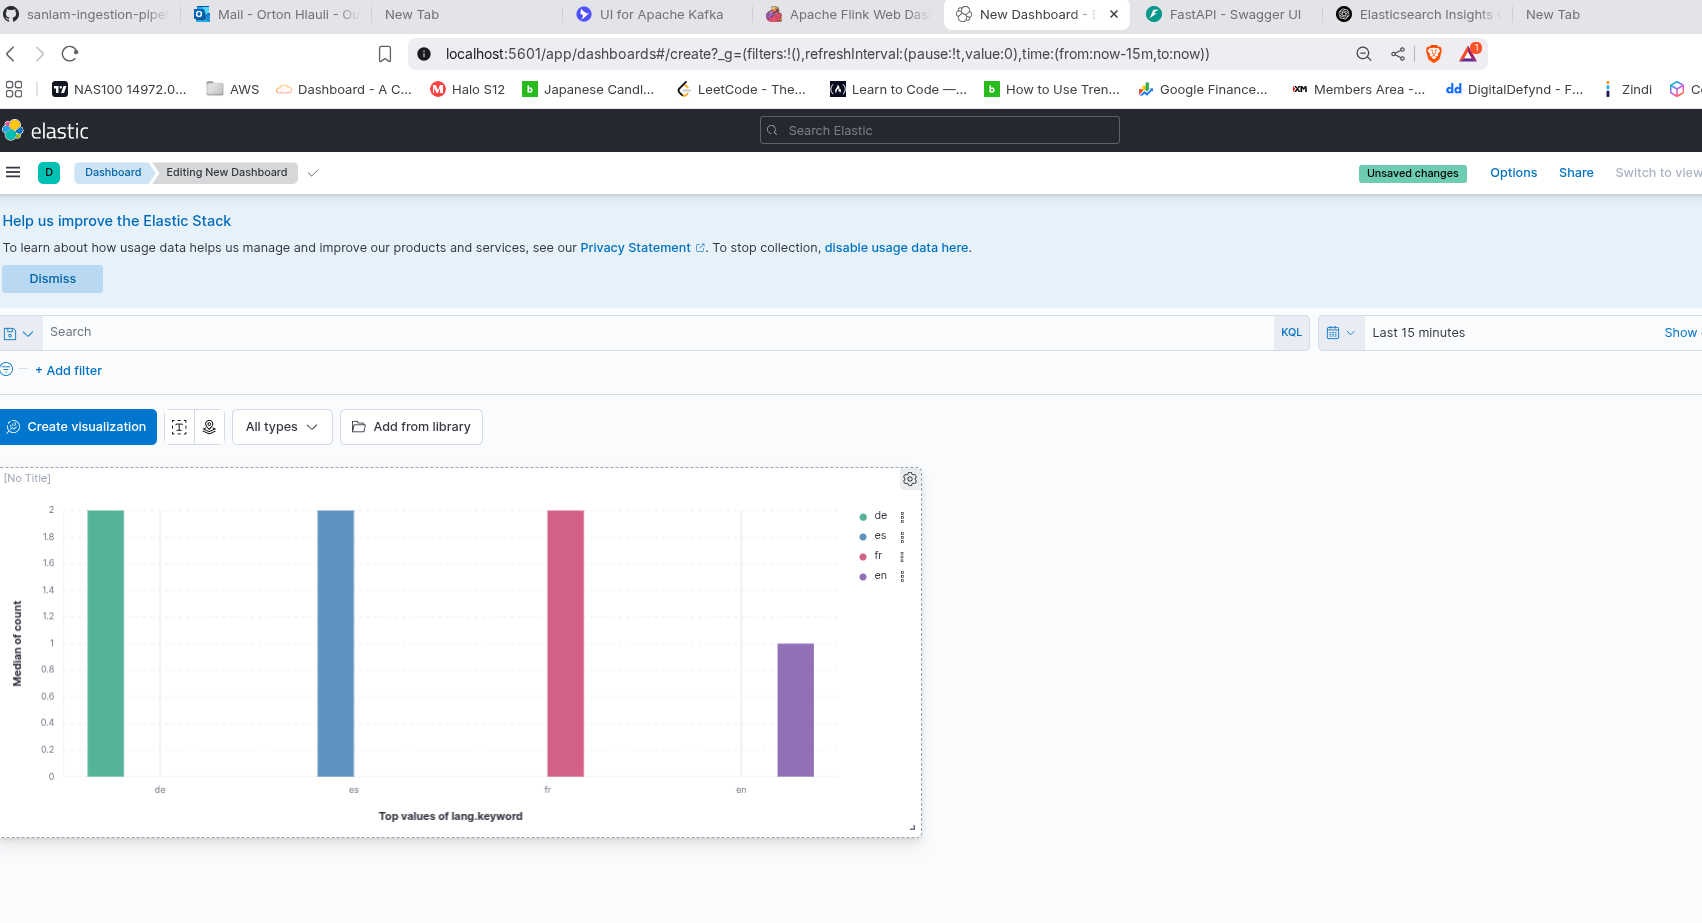 sanlam-ingestion-pipe
Mail - Orton Hlauli - Ou
New Tab
UI for Apache Kafka
Apache Flink Web Das
New Dashboard - E
FastAPI - Swagger UI
Elasticsearch Insights
New Tab
localhost:5601/app/dashboards#/create?_g=(filters:!(),refreshInterval:(pause:!t,value:0),time:(from:now-15m,to:now))
1
NAS100 14972.0...
AWS
Dashboard - A C...
Halo S12
Japanese Candl...
LeetCode - The...
Learn to Code —...
How to Use Tren...
Google Finance...
Members Area -...
DigitalDefynd - F...
Zindi
elastic
Search Elastic
D
Dashboard
Editing New Dashboard
Unsaved changes
Options
Share
Switch to view
Help us improve the Elastic Stack
To learn about how usage data helps us manage and improve our products and services, see our Privacy Statement. To stop collection, disable usage data here.
Dismiss
Search
KQL
Last 15 minutes
Show
+ Add filter
Create visualization
All types
Add from library
[No Title]
2
1.8
1.6
1.4
1.2
1
0.8
0.6
0.4
0.2
0
Median of count
de
es
fr
en
Top values of lang.keyword
de
es
fr
en